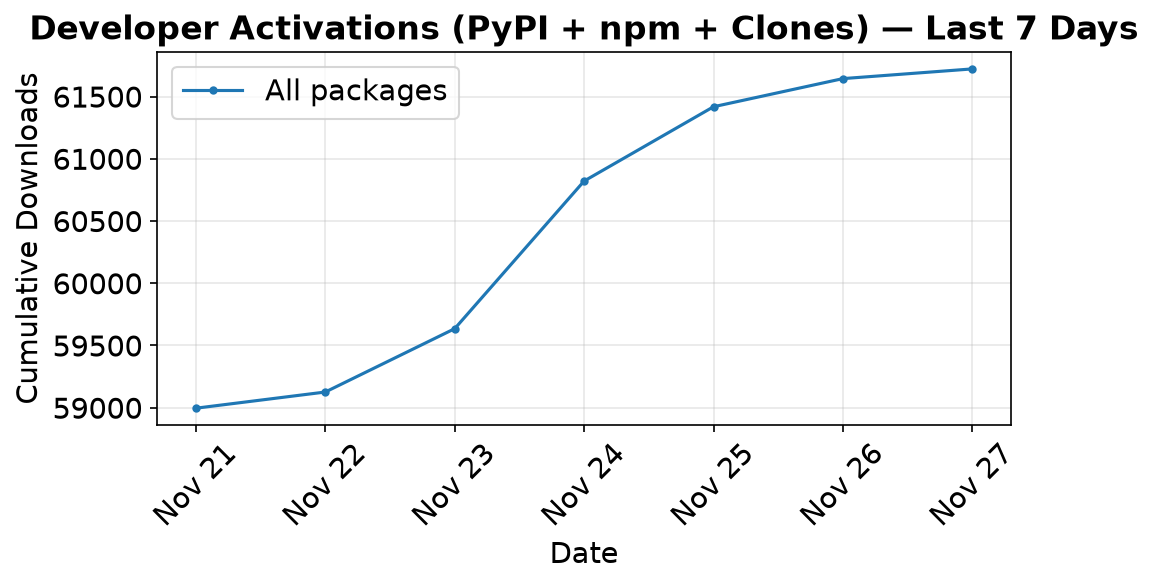 Developer Activations (PyPI + npm + Clones) — Last 7 Days
All packages
Cumulative Downloads
61500
61000
60500
60000
59500
59000
Nov 21
Nov 22
Nov 23
Nov 24
Nov 25
Nov 26
Nov 27
Date